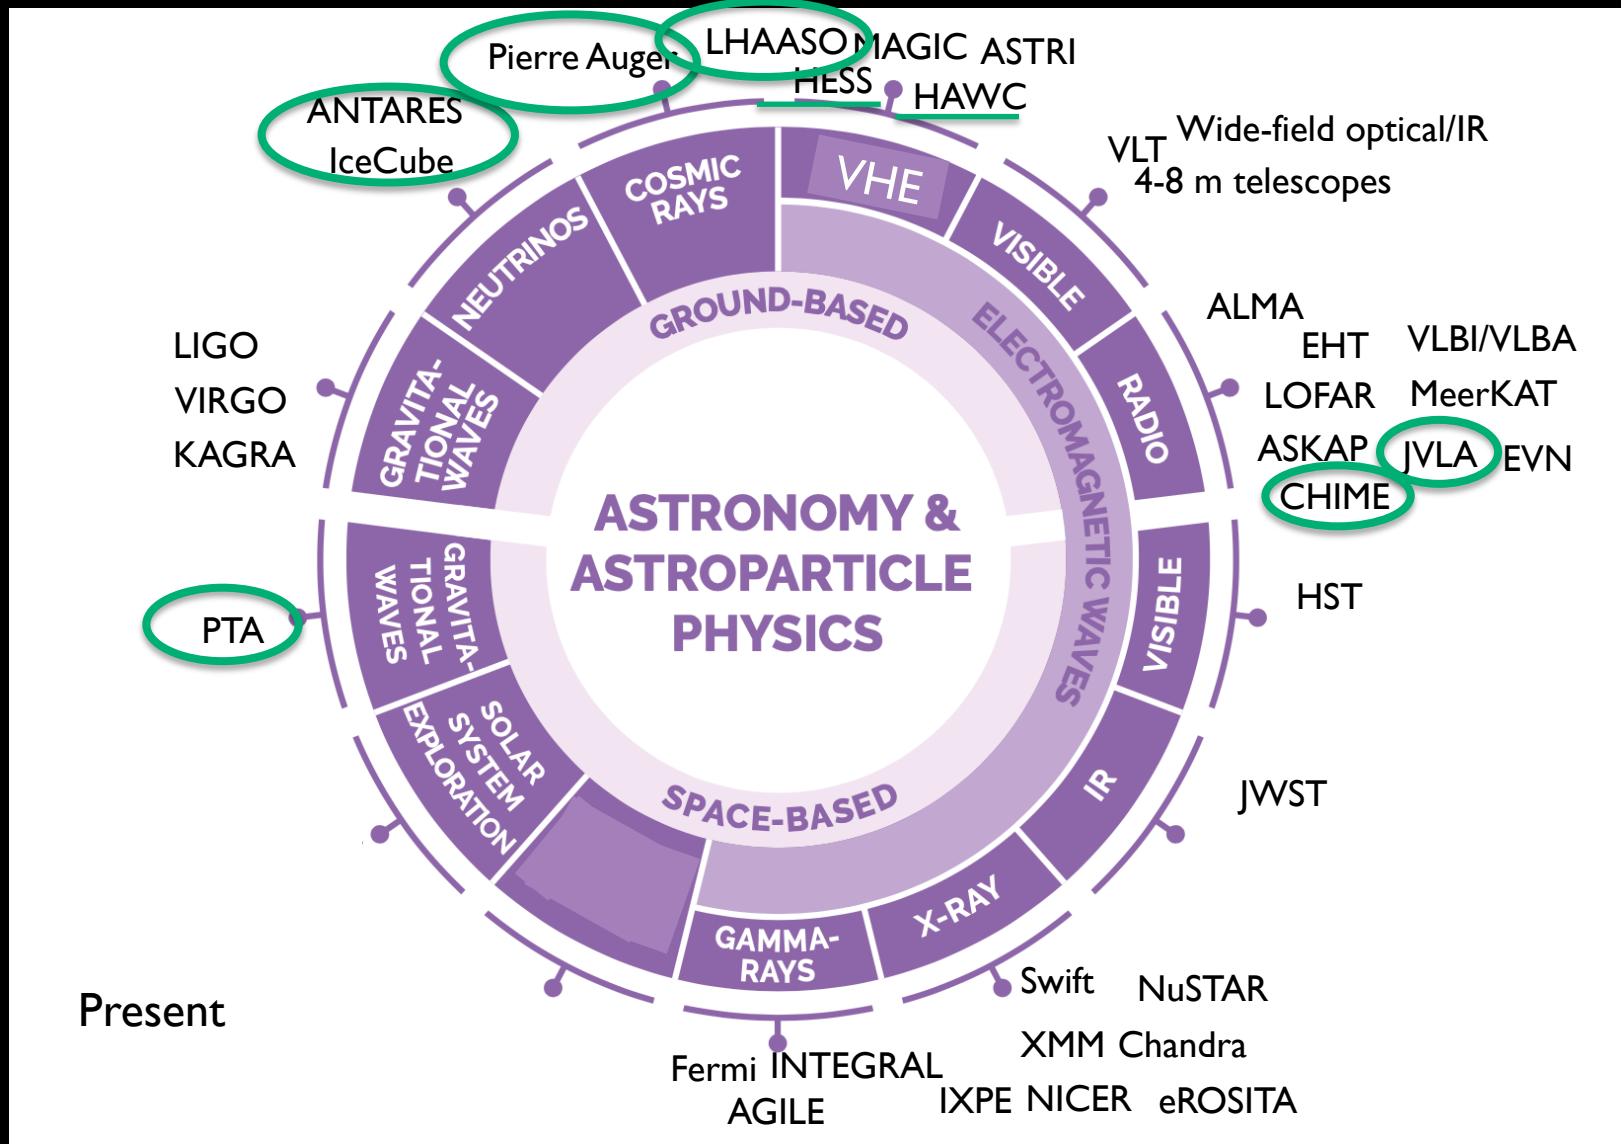 Pierre Auger
LHAASO
MAGIC
ASTRI
HESS
HAWC
ANTARES
IceCube
VLT
Wide-field optical/IR
4-8 m telescopes
COSMIC
RAYS
VHE
NEUTRINOS
VISIBLE
GROUND-BASED
ELECTROMAGNETIC WAVES
LIGO
VIRGO
KAGRA
GRAVITA-
TIONAL
WAVES
RADIO
ALMA
EHT
VLBI/VLBA
LOFAR
MeerKAT
ASKAP
JVLA
EVN
CHIME
ASTRONOMY &
ASTROPARTICLE
PHYSICS
PTA
GRAVITA-
TIONAL
WAVES
VISIBLE
HST
SOLAR
SYSTEM
EXPLORATION
SPACE-BASED
IR
JWST
X-RAY
GAMMA-
RAYS
Present
Swift
NuSTAR
XMM
Chandra
Fermi
INTEGRAL
AGILE
IXPE
NICER
eROSITA